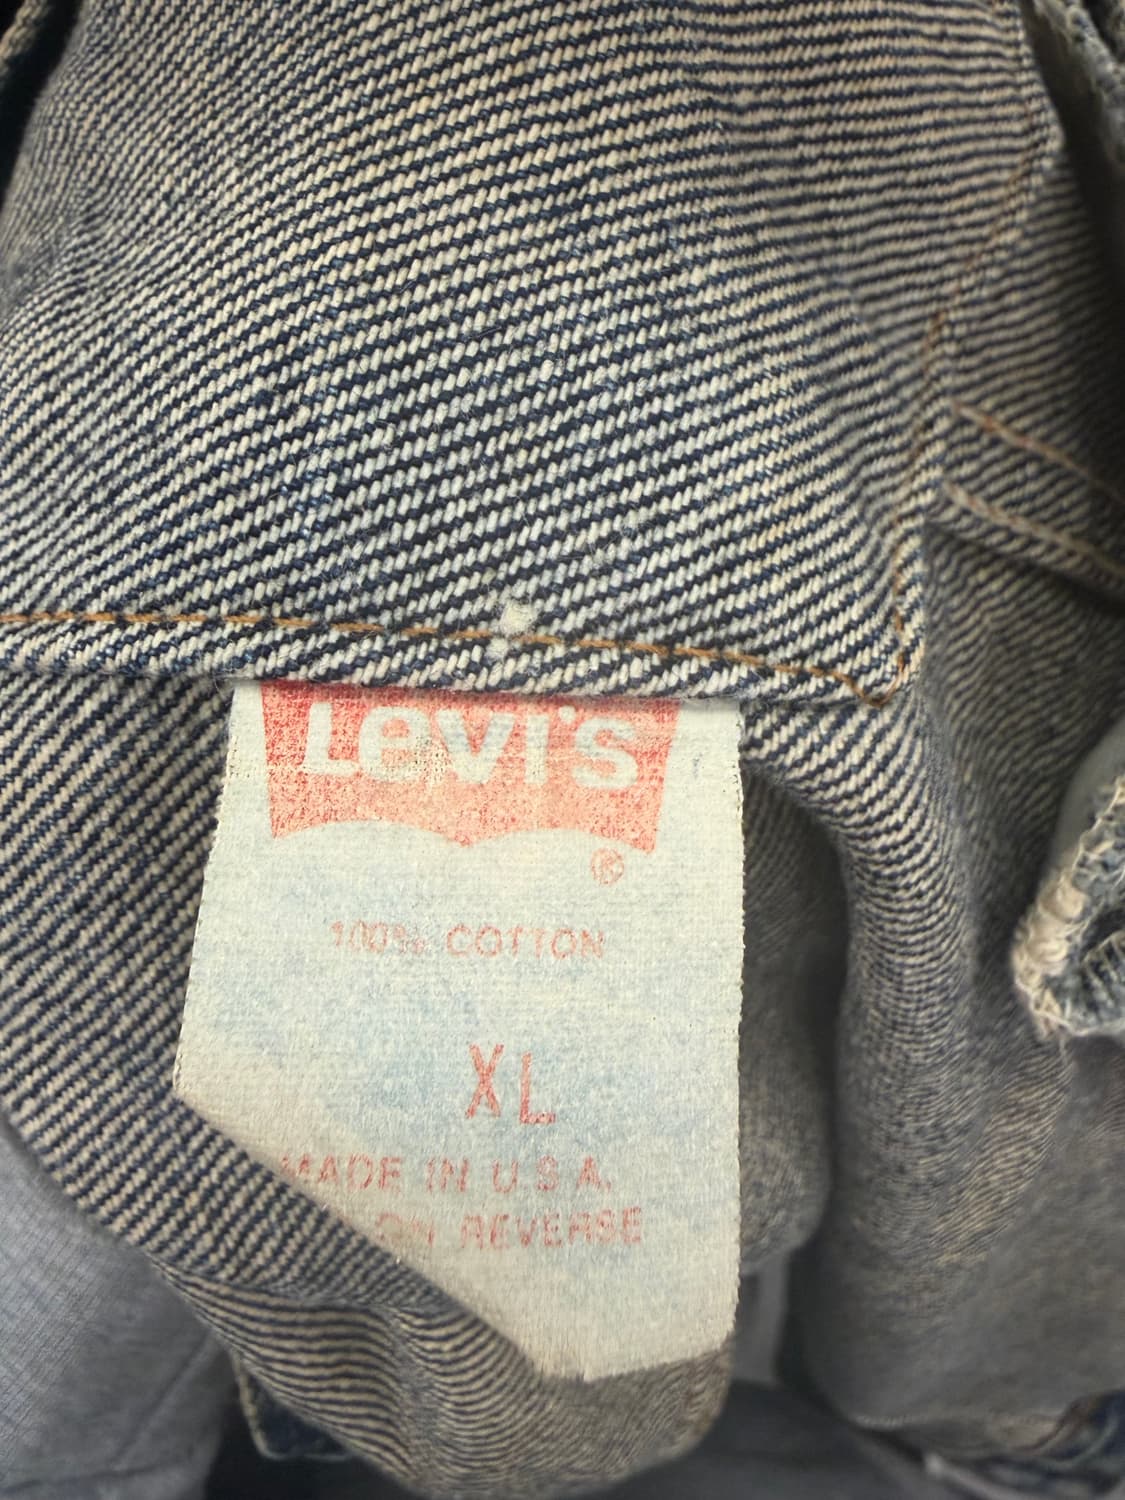 Levi's
®
100% COTTON
XL
MADE IN U.S.A.
ON REVERSE